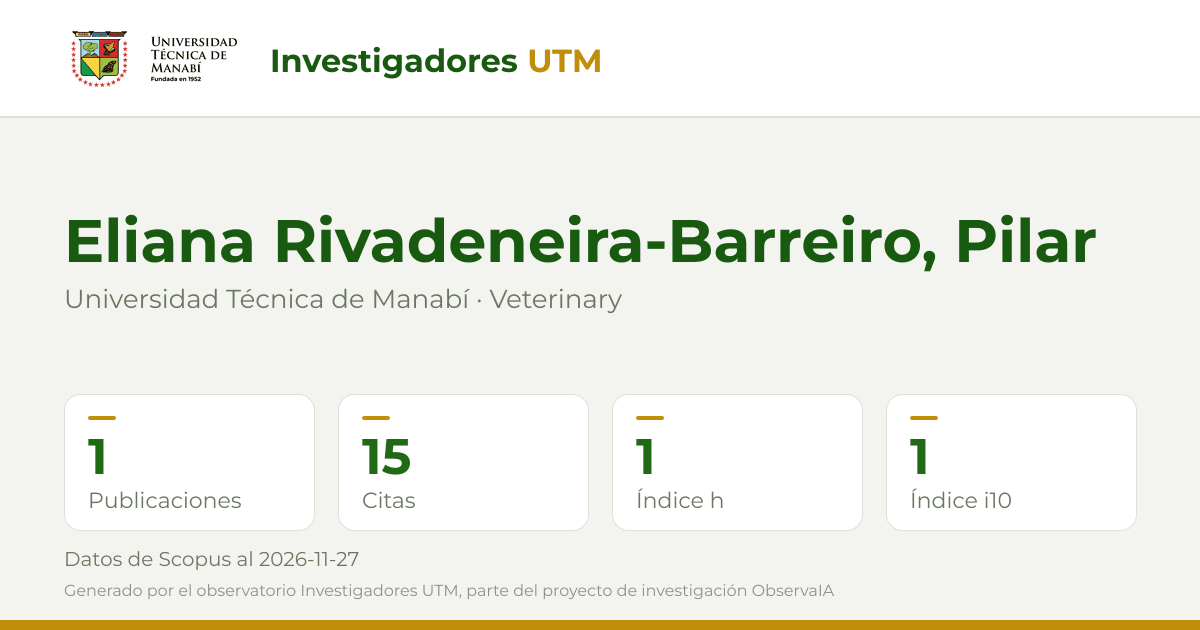 UNIVERSIDAD
TÉCNICA DE
MANABÍ
Fundada en 1952
Investigadores UTM
Eliana Rivadeneira-Barreiro, Pilar
Universidad Técnica de Manabí · Veterinary
1
Publicaciones
15
Citas
1
Índice h
1
Índice i10
Datos de Scopus al 2026-11-27
Generado por el observatorio Investigadores UTM, parte del proyecto de investigación ObservaIA